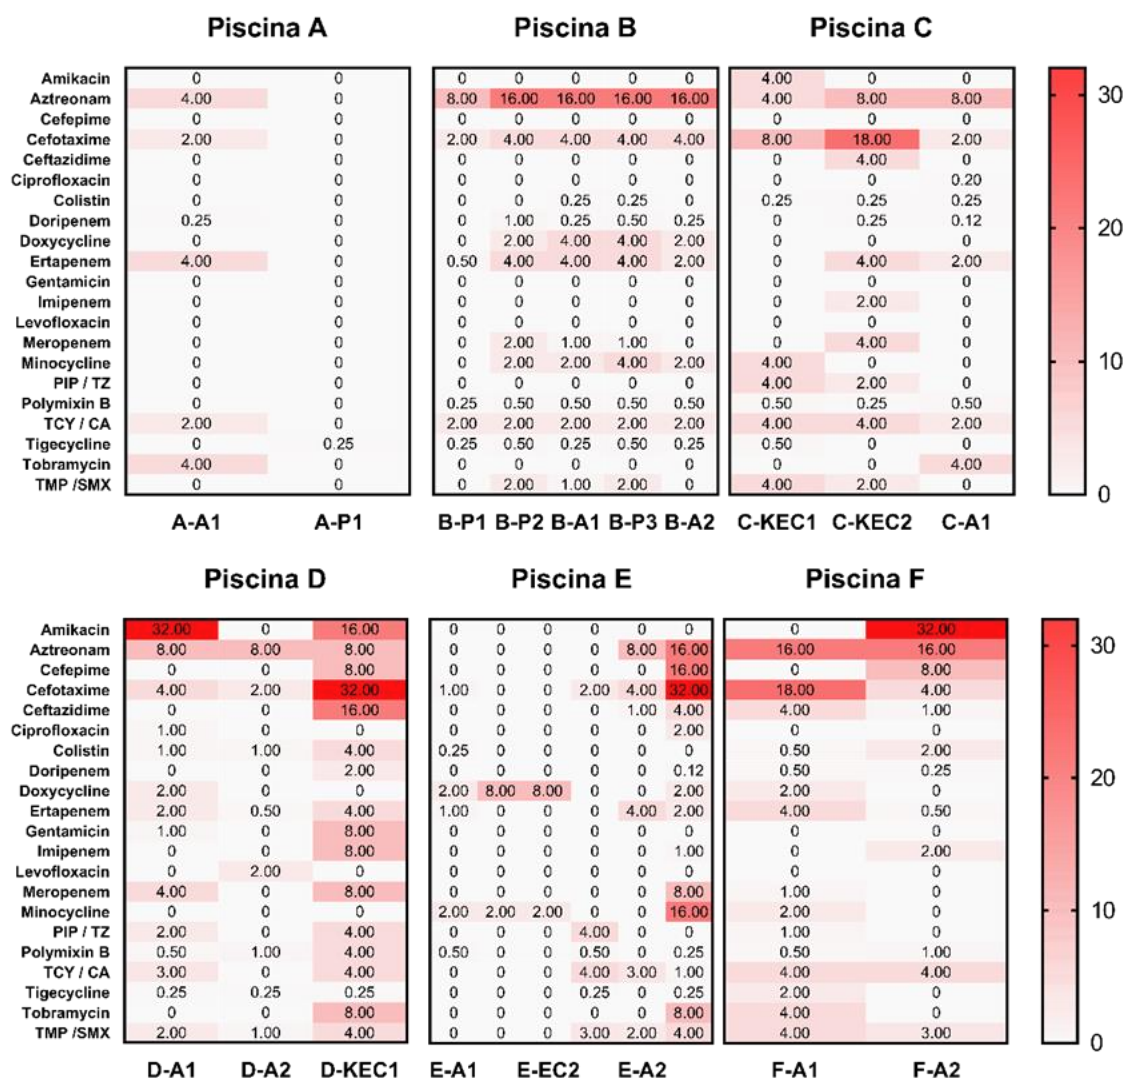 Piscina A Piscina B Piscina C
Amikacin 0 0 0 0 0 0 0 4.00 0 0
Aztreonam 4.00 0 8.00 16.00 16.00 16.00 16.00 4.00 8.00 8.00 30
Cefepime 0 0 0 0 0 0 0 0 0 0
Cefotaxime 2.00 0 2.00 4.00 4.00 4.00 4.00 8.00 18.00 2.00
Ceftazidime 0 0 0 0 0 0 0 0 4.00 0
Ciprofloxacin 0 0 0 0 0 0 0 0 0 0.20
Colistin 0 0 0 0 0.25 0.25 0 0.25 0.25 0.25
Doripenem 0.25 0 0 1.00 0.25 0.50 0.25 0 0.25 0.12 20
Doxycycline 0 0 0 2.00 4.00 4.00 2.00 0 0 0
Ertapenem 4.00 0 0.50 4.00 4.00 4.00 2.00 0 4.00 2.00
Gentamicin 0 0 0 0 0 0 0 0 0 0
Imipenem 0 0 0 0 0 0 0 0 2.00 0
Levofloxacin 0 0 0 0 0 0 0 0 0 0
Meropenem 0 0 0 2.00 1.00 1.00 0 0 4.00 0
Minocycline 0 0 0 2.00 2.00 4.00 2.00 4.00 0 0 10
PIP / TZ 0 0 0 0 0 0 0 4.00 2.00 0
Polymixin B 0 0 0.25 0.50 0.50 0.50 0.50 0.50 0.25 0.50
TCY / CA 2.00 0 2.00 2.00 2.00 2.00 2.00 4.00 4.00 2.00
Tigecycline 0 0.25 0.25 0.50 0.25 0.50 0.25 0.50 0 0
Tobramycin 4.00 0 0 0 0 0 0 0 0 4.00
TMP /SMX 0 0 0 2.00 1.00 2.00 0 4.00 2.00 0 0
A-A1 A-P1 B-P1 B-P2 B-A1 B-P3 B-A2 C-KEC1 C-KEC2 C-A1
Piscina D Piscina E Piscina F
Amikacin 32.00 0 16.00 0 0 0 0 0 0 0 32.00
Aztreonam 8.00 8.00 8.00 0 0 0 0 8.00 16.00 16.00 16.00 30
Cefepime 0 0 8.00 0 0 0 0 0 16.00 0 8.00
Cefotaxime 4.00 2.00 32.00 1.00 0 0 2.00 4.00 32.00 18.00 4.00
Ceftazidime 0 0 16.00 0 0 0 0 1.00 4.00 4.00 1.00
Ciprofloxacin 1.00 0 0 0 0 0 0 0 2.00 0 0
Colistin 1.00 1.00 4.00 0.25 0 0 0 0 0 0.50 2.00
Doripenem 0 0 2.00 0 0 0 0 0 0.12 0.50 0.25 20
Doxycycline 2.00 0 0 2.00 8.00 8.00 0 0 2.00 2.00 0
Ertapenem 2.00 0.50 4.00 1.00 0 0 0 4.00 2.00 4.00 0.50
Gentamicin 1.00 0 8.00 0 0 0 0 0 0 0 0
Imipenem 0 0 8.00 0 0 0 0 0 1.00 0 2.00
Levofloxacin 0 2.00 0 0 0 0 0 0 0 0 0
Meropenem 4.00 0 8.00 0 0 0 0 0 8.00 1.00 0
Minocycline 0 0 0 2.00 2.00 2.00 0 0 16.00 2.00 0 10
PIP / TZ 2.00 0 4.00 0 0 0 4.00 0 0 1.00 0
Polymixin B 0.50 1.00 4.00 0.50 0 0 0.50 0 0.25 0.50 1.00
TCY / CA 3.00 0 4.00 0 0 0 4.00 3.00 1.00 4.00 4.00
Tigecycline 0.25 0.25 0.25 0 0 0 0.25 0 0.25 2.00 0
Tobramycin 0 0 8.00 0 0 0 0 0 8.00 4.00 0
TMP /SMX 2.00 1.00 4.00 0 0 0 3.00 2.00 4.00 4.00 3.00 0
D-A1 D-A2 D-KEC1 E-A1 E-EC2 E-A2 F-A1 F-A2